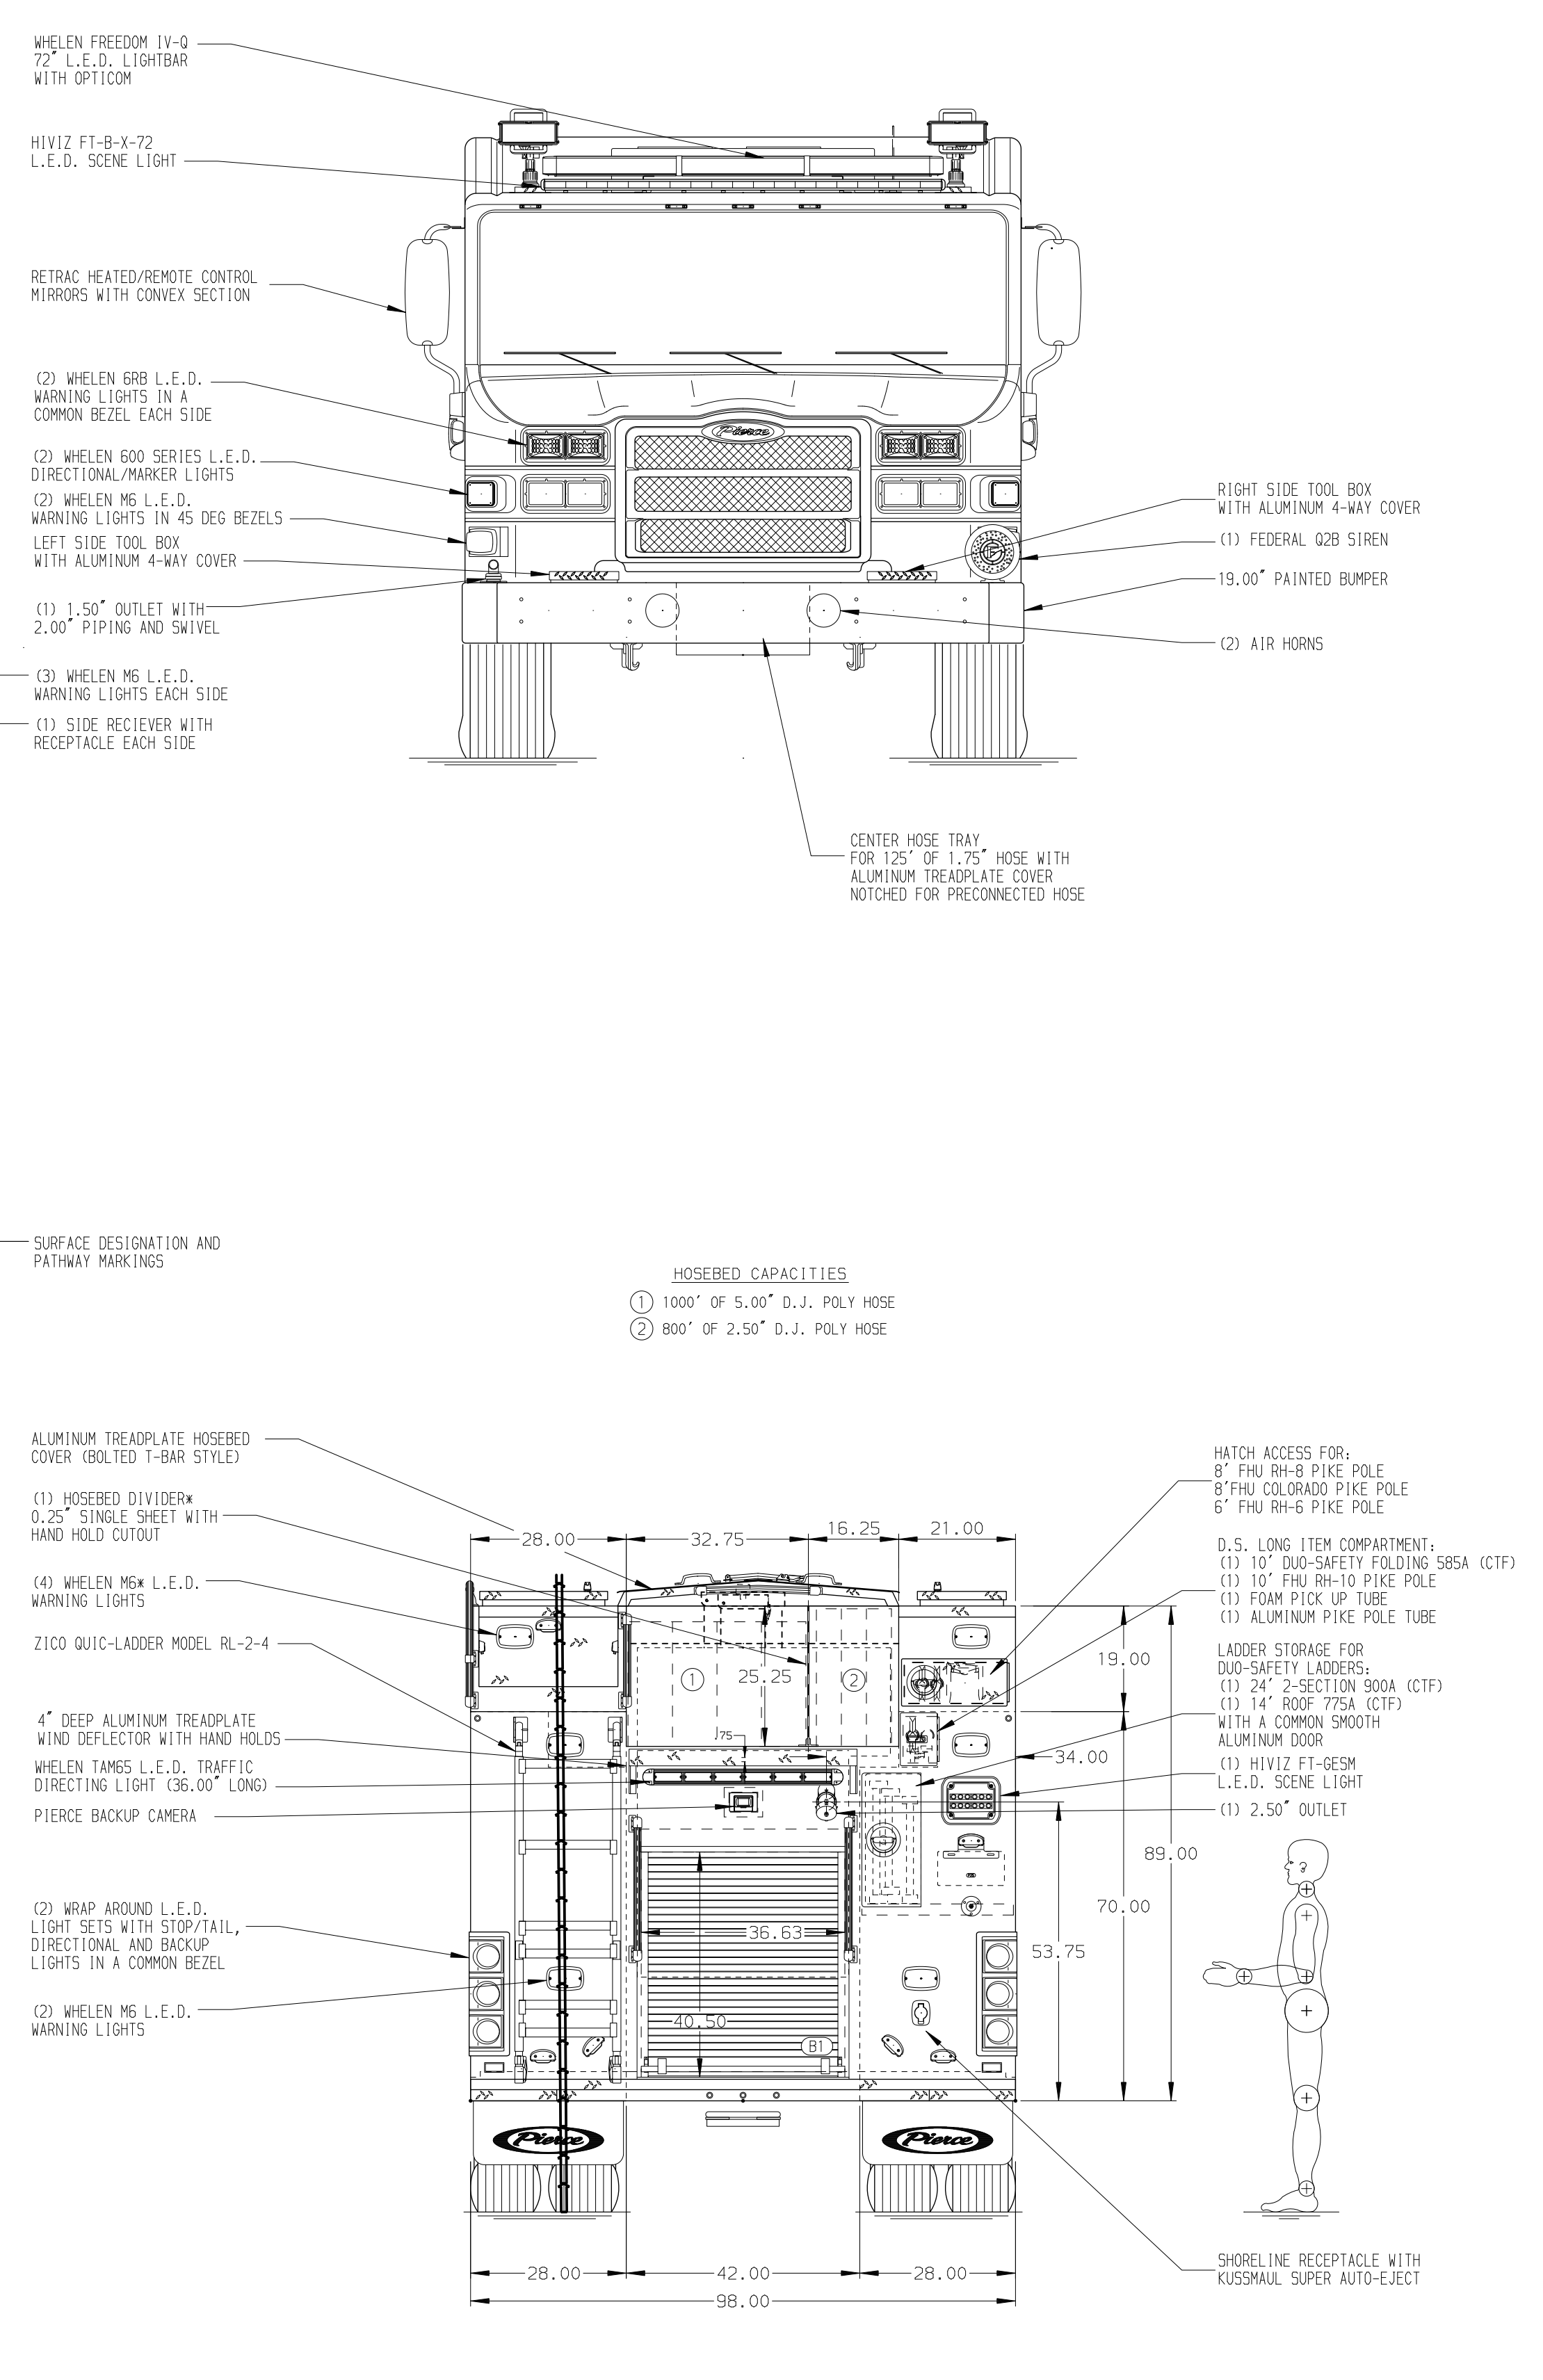 WHELEN FREEDOM IV-Q
72" L.E.D. LIGHTBAR
WITH OPTICOM
HIVIZ FT-B-X-72
L.E.D. SCENE LIGHT
RETRAC HEATED/REMOTE CONTROL
MIRRORS WITH CONVEX SECTION
(2) WHELEN 6RB L.E.D.
WARNING LIGHTS IN A
COMMON BEZEL EACH SIDE
(2) WHELEN 600 SERIES L.E.D.
DIRECTIONAL/MARKER LIGHTS
(2) WHELEN M6 L.E.D.
WARNING LIGHTS IN 45 DEG BEZELS
LEFT SIDE TOOL BOX
WITH ALUMINUM 4-WAY COVER
(1) 1.50" OUTLET WITH
2.00" PIPING AND SWIVEL
(3) WHELEN M6 L.E.D.
WARNING LIGHTS EACH SIDE
(1) SIDE RECIEVER WITH
RECEPTACLE EACH SIDE
Pierce
RIGHT SIDE TOOL BOX
WITH ALUMINUM 4-WAY COVER
(1) FEDERAL Q2B SIREN
19.00" PAINTED BUMPER
(2) AIR HORNS
CENTER HOSE TRAY
FOR 125' OF 1.75" HOSE WITH
ALUMINUM TREADPLATE COVER
NOTCHED FOR PRECONNECTED HOSE
SURFACE DESIGNATION AND
PATHWAY MARKINGS
HOSEBED CAPACITIES
1 1000' OF 5.00" D.J. POLY HOSE
2 800' OF 2.50" D.J. POLY HOSE
ALUMINUM TREADPLATE HOSEBED
COVER (BOLTED T-BAR STYLE)
(1) HOSEBED DIVIDER*
0.25" SINGLE SHEET WITH
HAND HOLD CUTOUT
(4) WHELEN M6* L.E.D.
WARNING LIGHTS
ZICO QUIC-LADDER MODEL RL-2-4
4" DEEP ALUMINUM TREADPLATE
WIND DEFLECTOR WITH HAND HOLDS
WHELEN TAM65 L.E.D. TRAFFIC
DIRECTING LIGHT (36.00" LONG)
PIERCE BACKUP CAMERA
(2) WRAP AROUND L.E.D.
LIGHT SETS WITH STOP/TAIL,
DIRECTIONAL AND BACKUP
LIGHTS IN A COMMON BEZEL
(2) WHELEN M6 L.E.D.
WARNING LIGHTS
28.00 32.75 16.25 21.00
1 25.25 2
.75
36.63
40.50
B1
19.00
34.00
89.00
70.00
53.75
Pierce Pierce
28.00 42.00 28.00
98.00
HATCH ACCESS FOR:
8' FHU RH-8 PIKE POLE
8'FHU COLORADO PIKE POLE
6' FHU RH-6 PIKE POLE
D.S. LONG ITEM COMPARTMENT:
(1) 10' DUO-SAFETY FOLDING 585A (CTF)
(1) 10' FHU RH-10 PIKE POLE
(1) FOAM PICK UP TUBE
(1) ALUMINUM PIKE POLE TUBE
LADDER STORAGE FOR
DUO-SAFETY LADDERS:
(1) 24' 2-SECTION 900A (CTF)
(1) 14' ROOF 775A (CTF)
WITH A COMMON SMOOTH
ALUMINUM DOOR
(1) HIVIZ FT-GESM
L.E.D. SCENE LIGHT
(1) 2.50" OUTLET
SHORELINE RECEPTACLE WITH
KUSSMAUL SUPER AUTO-EJECT